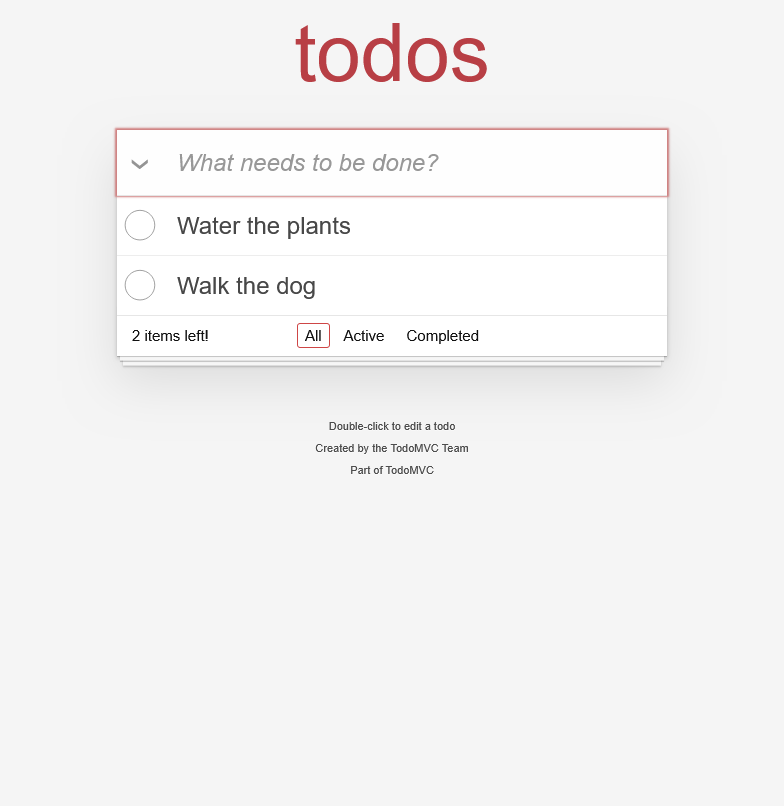 todos
What needs to be done?
Water the plants
Walk the dog
2 items left! All Active Completed
Double-click to edit a todo
Created by the TodoMVC Team
Part of TodoMVC